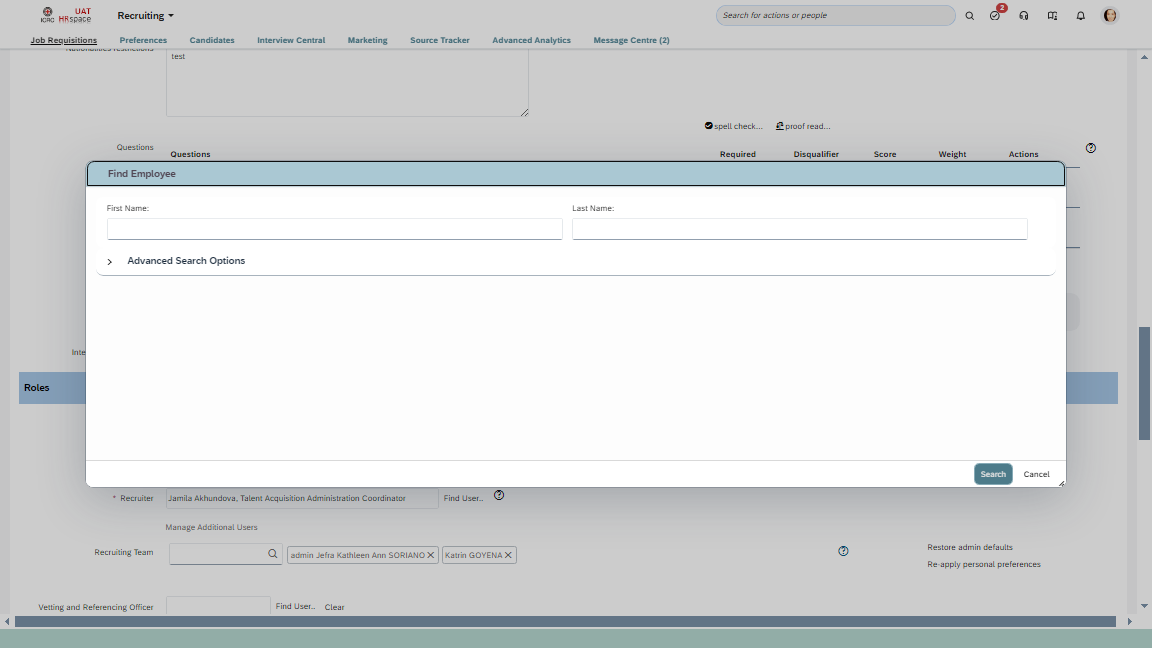 ICRC UAT HRspace
Recruiting
Search for actions or people
2
Job Requisitions Preferences Candidates Interview Central Marketing Source Tracker Advanced Analytics Message Centre (2)
Nationalities restrictions
test
spell check... proof read...
Questions
Questions Required Disqualifier Score Weight Actions
Find Employee
First Name: Last Name:
Advanced Search Options
Inte
Roles
Search Cancel
* Recruiter Jamila Akhundova, Talent Acquisition Administration Coordinator Find User..
Manage Additional Users
Recruiting Team admin Jefra Kathleen Ann SORIANO Katrin GOYENA
Restore admin defaults
Re-apply personal preferences
Vetting and Referencing Officer Find User.. Clear